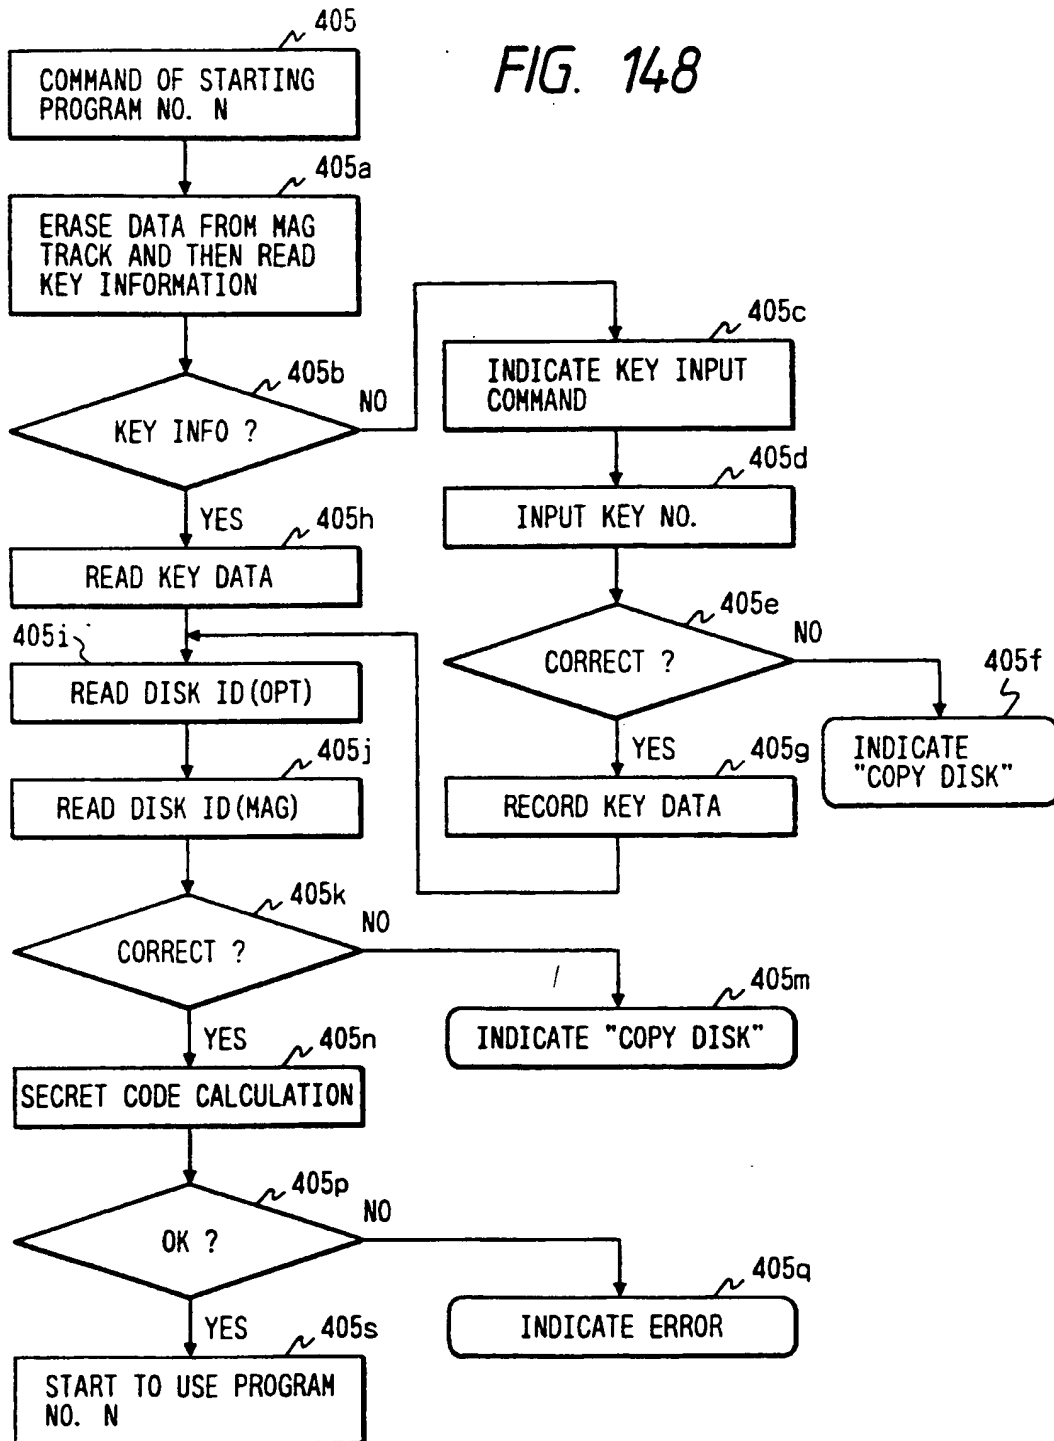 FIG. 148
405
COMMAND OF STARTING
PROGRAM NO. N
405a
ERASE DATA FROM MAG
TRACK AND THEN READ
KEY INFORMATION
405b
KEY INFO ?
NO
YES
405c
INDICATE KEY INPUT
COMMAND
405d
INPUT KEY NO.
405e
CORRECT ?
NO
YES
405f
INDICATE
"COPY DISK"
405g
RECORD KEY DATA
405h
READ KEY DATA
405i
READ DISK ID(OPT)
405j
READ DISK ID(MAG)
405k
CORRECT ?
NO
YES
405m
INDICATE "COPY DISK"
405n
SECRET CODE CALCULATION
405p
OK ?
NO
YES
405q
INDICATE ERROR
405s
START TO USE PROGRAM
NO. N